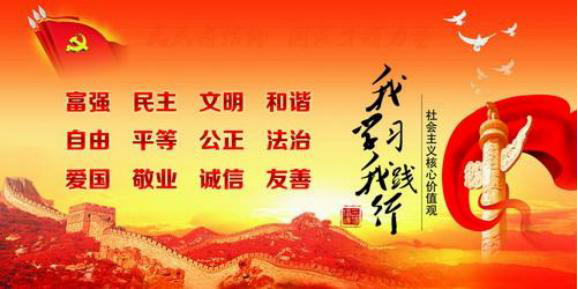 富强 民主 文明 和谐
自由 平等 公正 法治
爱国 敬业 诚信 友善
我学习
我践行
社会主义核心价值观